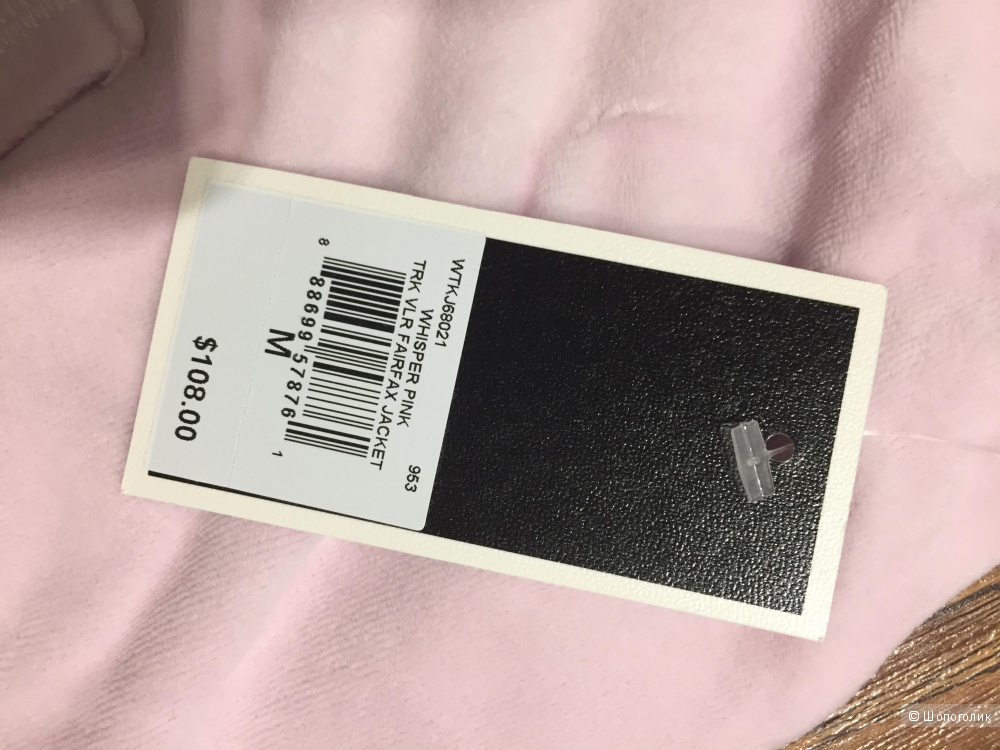 WTKJ68021 953
WHISPER PINK
TRK VLR FAIRFAX JACKET
8 88699 57876 1
M
$108.00
© Шопоголик